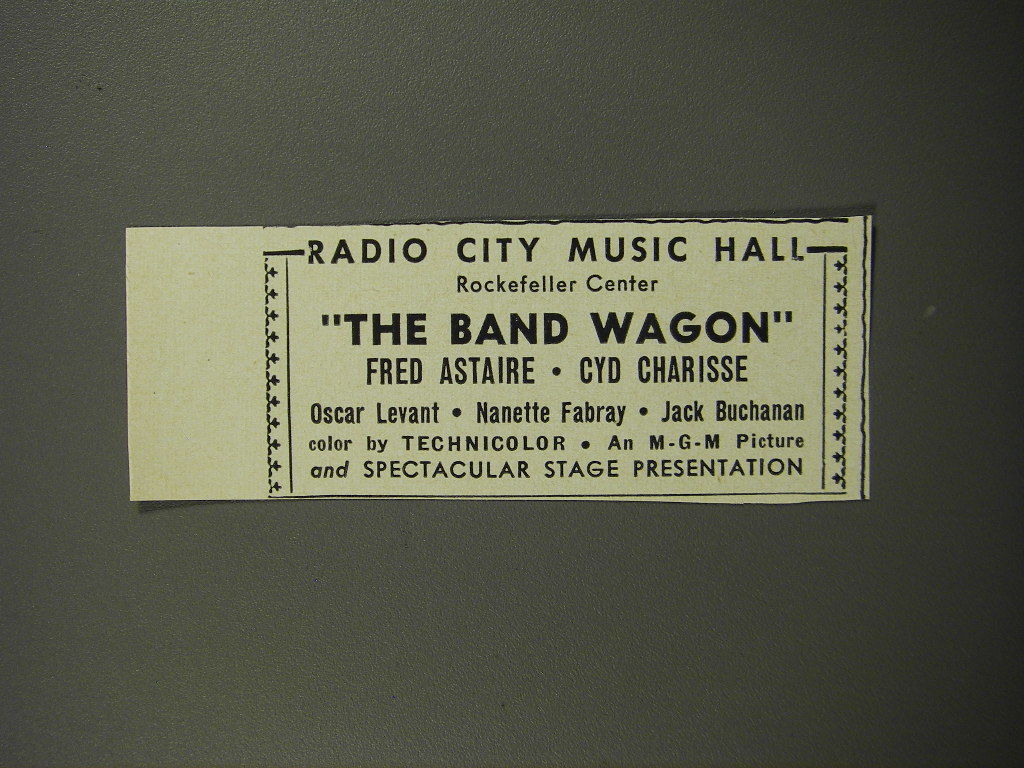 RADIO CITY MUSIC HALL
Rockefeller Center
"THE BAND WAGON"
FRED ASTAIRE • CYD CHARISSE
Oscar Levant • Nanette Fabray • Jack Buchanan
color by TECHNICOLOR • An M-G-M Picture
and SPECTACULAR STAGE PRESENTATION